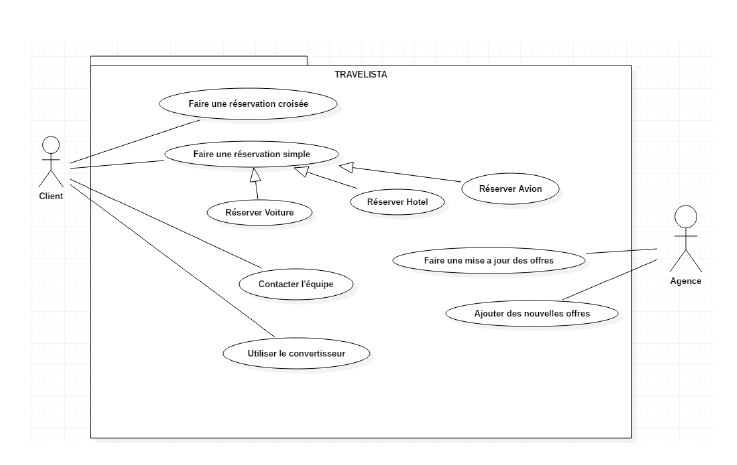 TRAVELISTA
Faire une réservation croisée
Faire une réservation simple
Client
Réserver Avion
Réserver Hotel
Réserver Voiture
Faire une mise a jour des offres
Agence
Contacter l'équipe
Ajouter des nouvelles offres
Utiliser le convertisseur